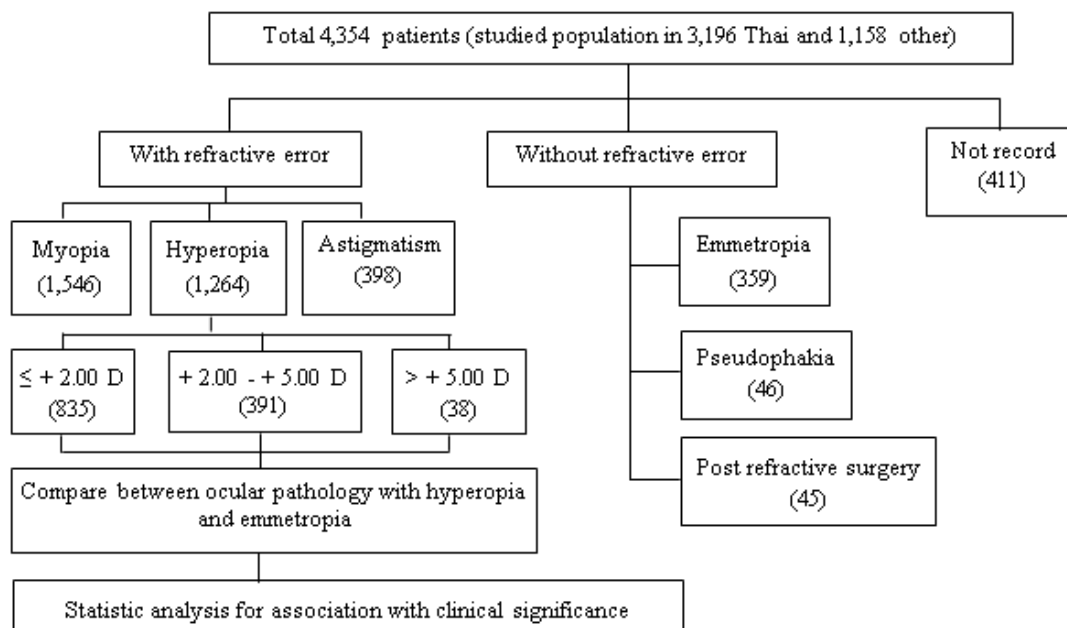 Total 4,354 patients (studied population in 3,196 Thai and 1,158 other)
With refractive error
Without refractive error
Not record
(411)
Myopia
(1,546)
Hyperopia
(1,264)
Astigmatism
(398)
Emmetropia
(359)
≤ + 2.00 D
(835)
+ 2.00 - + 5.00 D
(391)
> + 5.00 D
(38)
Pseudophakia
(46)
Compare between ocular pathology with hyperopia
and emmetropia
Post refractive surgery
(45)
Statistic analysis for association with clinical significance